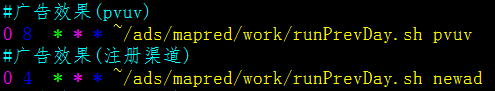 #广告效果(pvuv)
0 8  * * * ~/ads/mapred/work/runPrevDay.sh pvuv
#广告效果(注册渠道)
0 4  * * * ~/ads/mapred/work/runPrevDay.sh newad